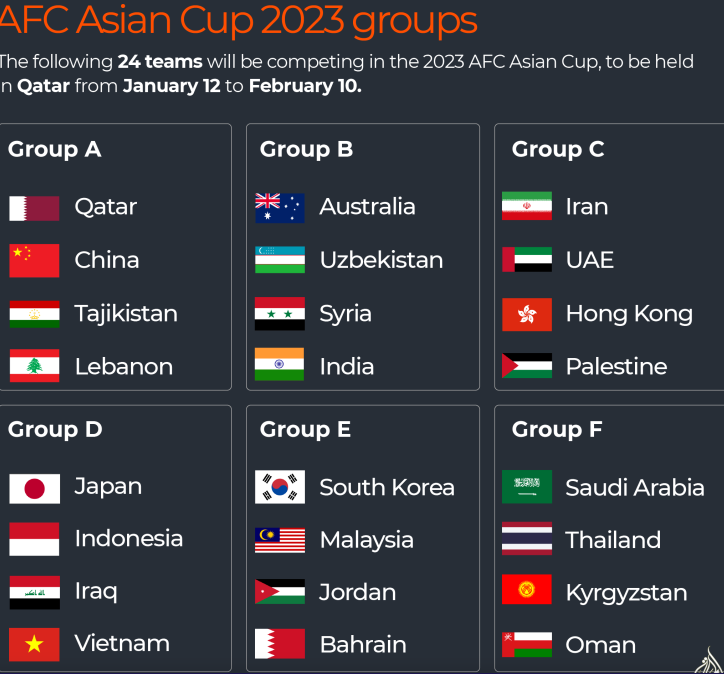 AFC Asian Cup 2023 groups
The following 24 teams will be competing in the 2023 AFC Asian Cup, to be held
in Qatar from January 12 to February 10.
Group A
Qatar
China
Tajikistan
Lebanon
Group B
Australia
Uzbekistan
Syria
India
Group C
Iran
UAE
Hong Kong
Palestine
Group D
Japan
Indonesia
Iraq
Vietnam
Group E
South Korea
Malaysia
Jordan
Bahrain
Group F
Saudi Arabia
Thailand
Kyrgyzstan
Oman